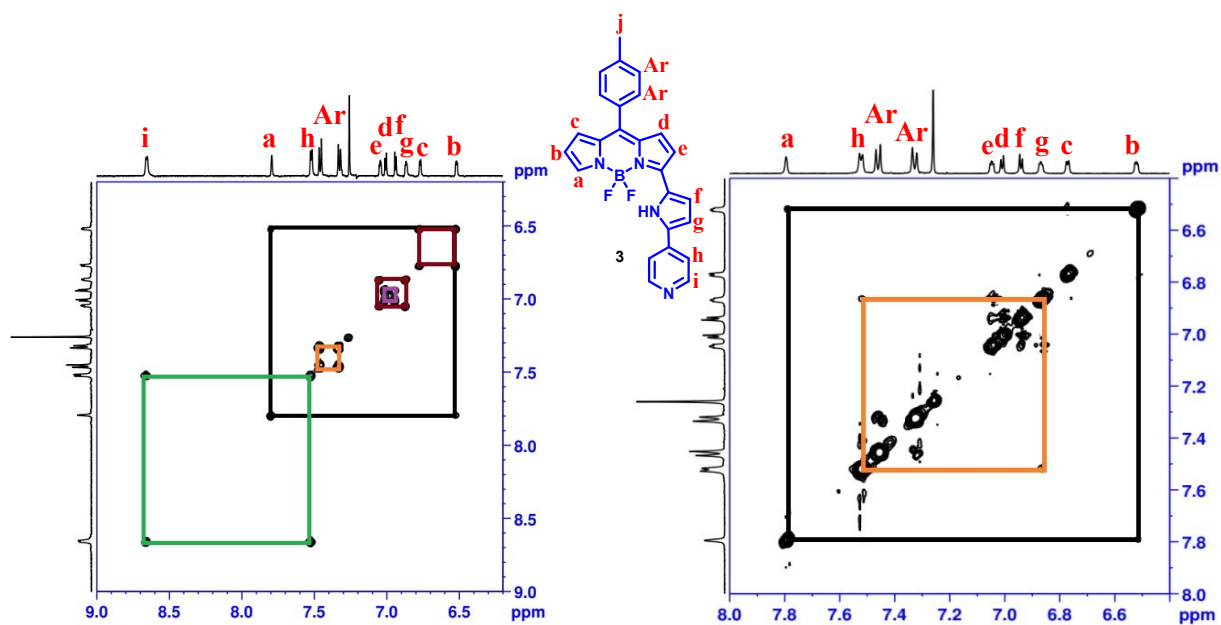 j
Ar
Ar
c
d
b
e
N
N
a
B
F
F
f
HN
g
h
3
i
N
i
a
h
Ar
d
f
e
g
c
b
ppm
6.5
7.0
7.5
8.0
8.5
9.0
9.0 8.5 8.0 7.5 7.0 6.5 ppm
a
h
Ar
Ar
e
d
f
g
c
b
ppm
6.6
6.8
7.0
7.2
7.4
7.6
7.8
8.0
8.0 7.8 7.6 7.4 7.2 7.0 6.8 6.6 ppm